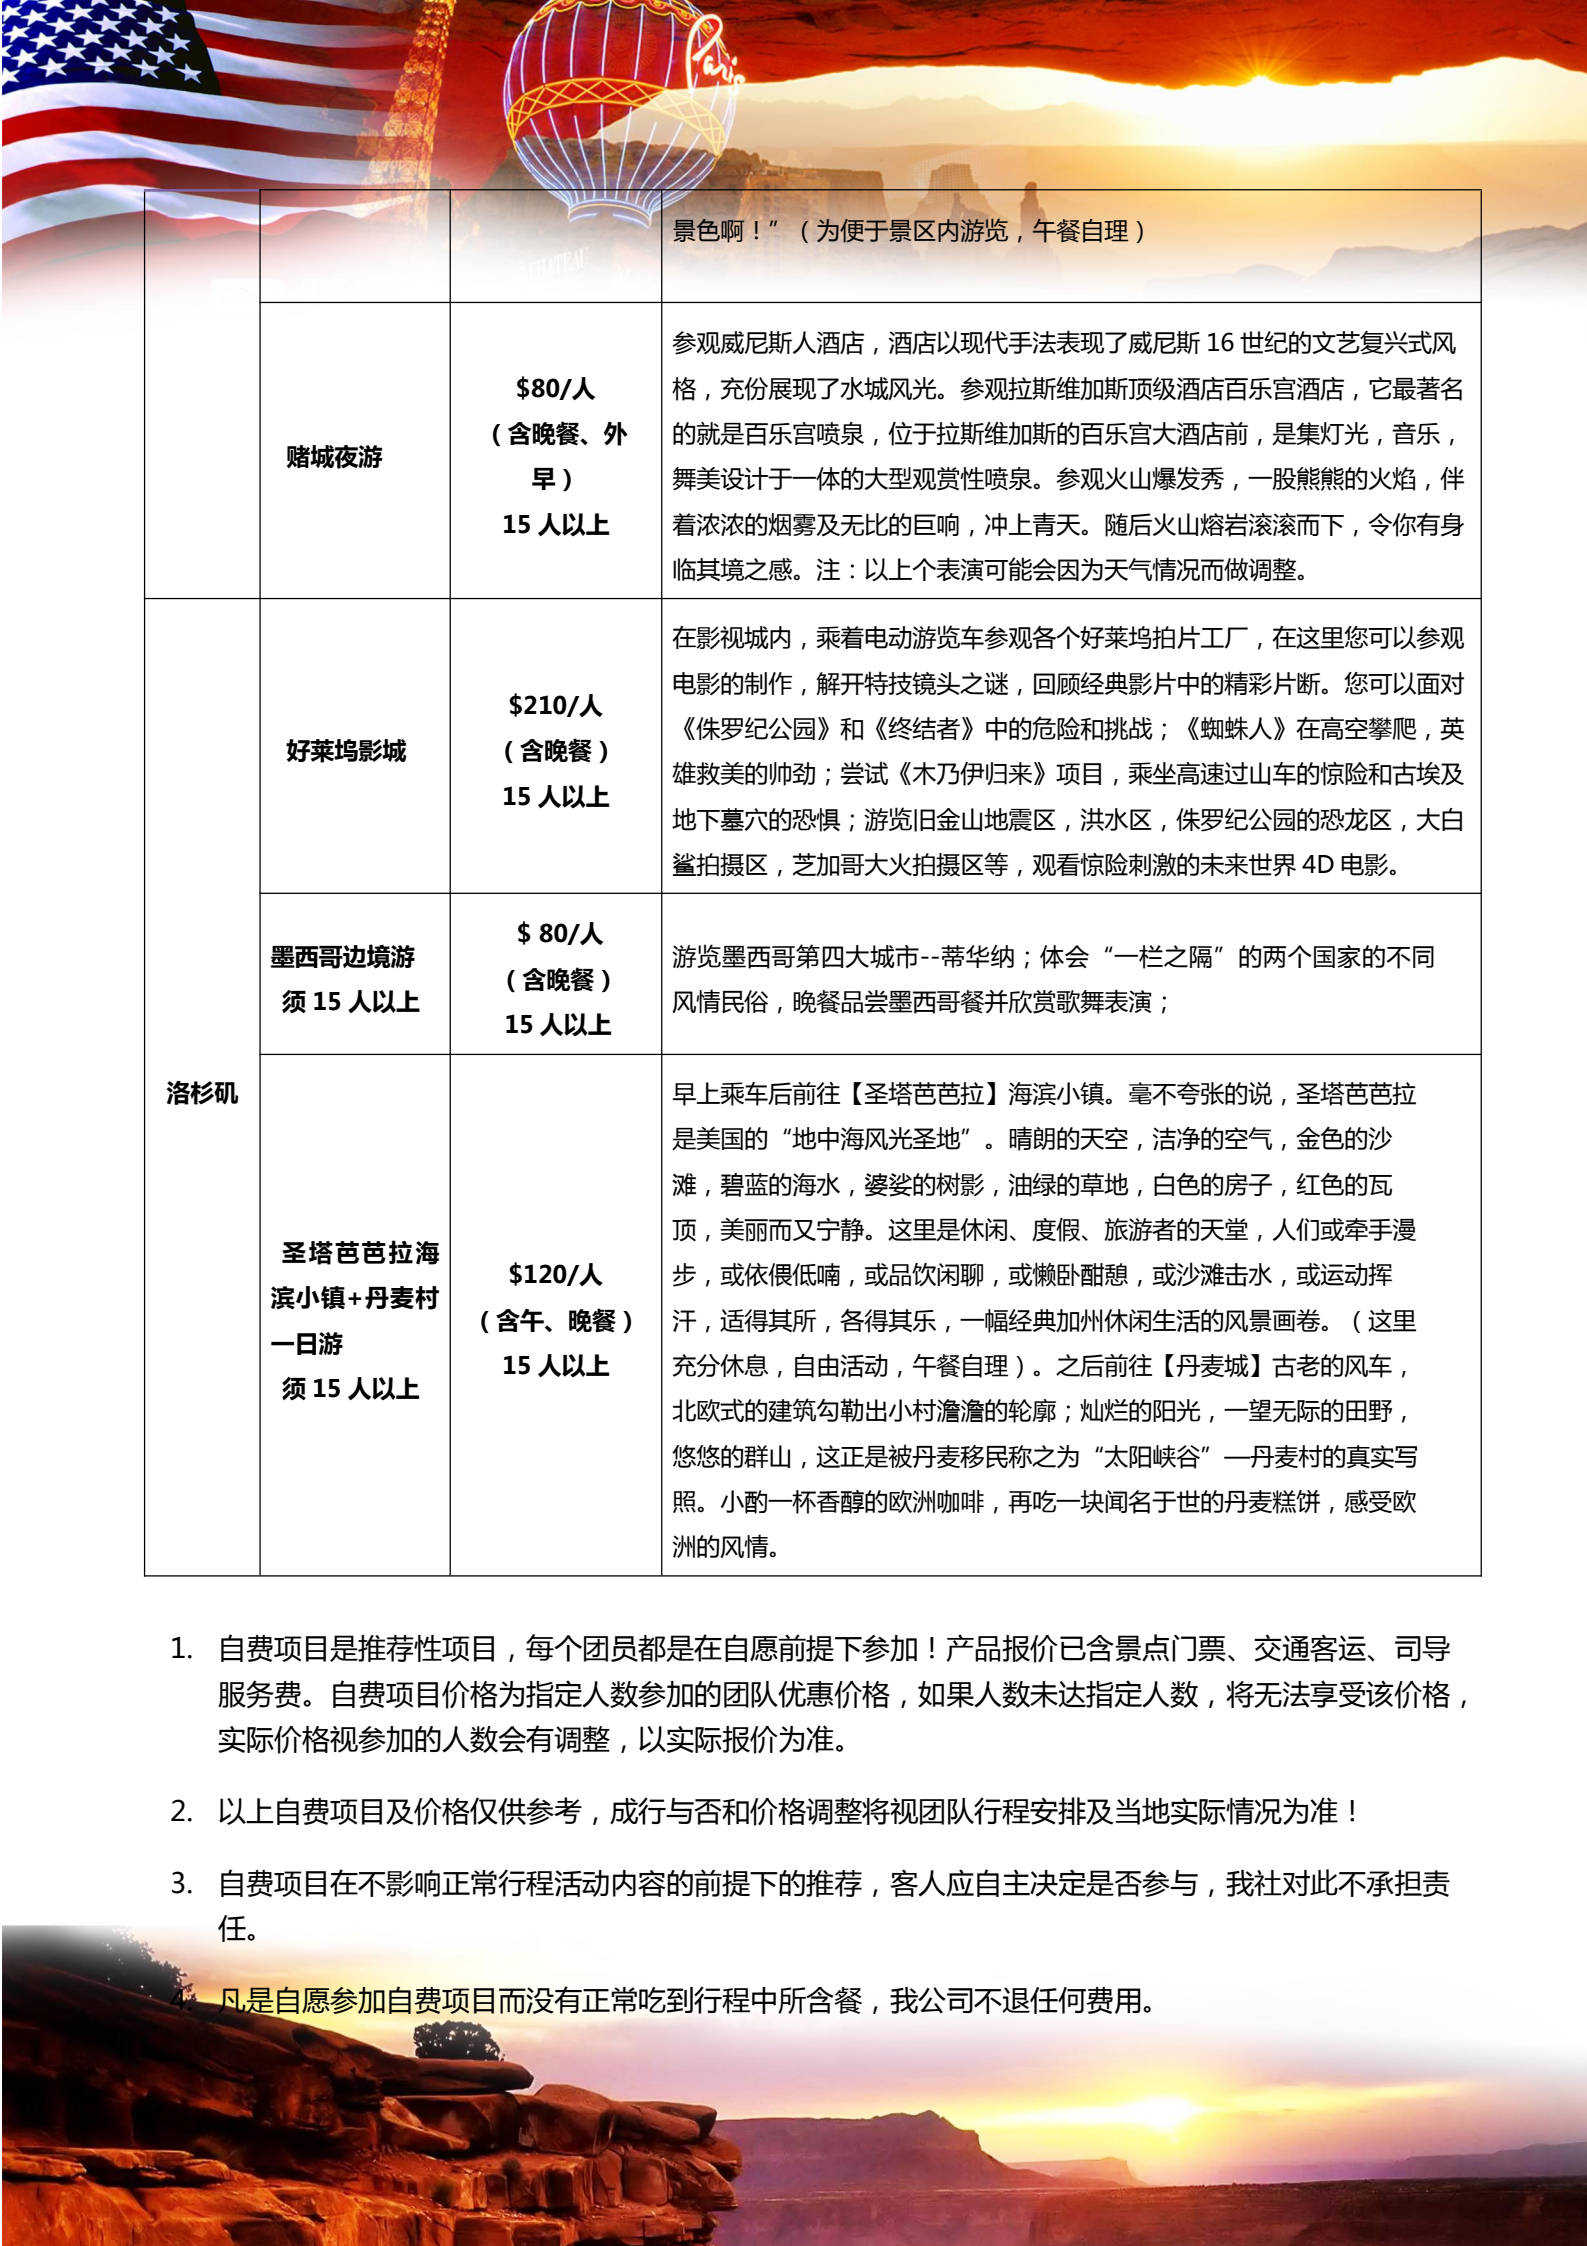 Paris
景色啊！”（为便于景区内游览，午餐自理）
CHATEAU
赌城夜游
$80/人
（含晚餐、外
早）
15 人以上
参观威尼斯人酒店，酒店以现代手法表现了威尼斯 16 世纪的文艺复兴式风
格，充份展现了水城风光。参观拉斯维加斯顶级酒店百乐宫酒店，它最著名
的就是百乐宫喷泉，位于拉斯维加斯的百乐宫大酒店前，是集灯光，音乐，
舞美设计于一体的大型观赏性喷泉。参观火山爆发秀，一股熊熊的火焰，伴
着浓浓的烟雾及无比的巨响，冲上青天。随后火山熔岩滚滚而下，令你有身
临其境之感。注：以上个表演可能会因为天气情况而做调整。
洛杉矶
好莱坞影城
$210/人
（含晚餐）
15 人以上
在影视城内，乘着电动游览车参观各个好莱坞拍片工厂，在这里您可以参观
电影的制作，解开特技镜头之谜，回顾经典影片中的精彩片断。您可以面对
《侏罗纪公园》和《终结者》中的危险和挑战；《蜘蛛人》在高空攀爬，英
雄救美的帅劲；尝试《木乃伊归来》项目，乘坐高速过山车的惊险和古埃及
地下墓穴的恐惧；游览旧金山地震区，洪水区，侏罗纪公园的恐龙区，大白
鲨拍摄区，芝加哥大火拍摄区等，观看惊险刺激的未来世界 4D 电影。
墨西哥边境游
须 15 人以上
$ 80/人
（含晚餐）
15 人以上
游览墨西哥第四大城市--蒂华纳；体会“一栏之隔”的两个国家的不同
风情民俗，晚餐品尝墨西哥餐并欣赏歌舞表演；
圣塔芭芭拉海
滨小镇+丹麦村
一日游
须 15 人以上
$120/人
（含午、晚餐）
15 人以上
早上乘车后前往【圣塔芭芭拉】海滨小镇。毫不夸张的说，圣塔芭芭拉
是美国的“地中海风光圣地”。晴朗的天空，洁净的空气，金色的沙
滩，碧蓝的海水，婆娑的树影，油绿的草地，白色的房子，红色的瓦
顶，美丽而又宁静。这里是休闲、度假、旅游者的天堂，人们或牵手漫
步，或依偎低喃，或品饮闲聊，或懒卧酣憩，或沙滩击水，或运动挥
汗，适得其所，各得其乐，一幅经典加州休闲生活的风景画卷。（这里
充分休息，自由活动，午餐自理）。之后前往【丹麦城】古老的风车，
北欧式的建筑勾勒出小村澹澹的轮廓；灿烂的阳光，一望无际的田野，
悠悠的群山，这正是被丹麦移民称之为“太阳峡谷”—丹麦村的真实写
照。小酌一杯香醇的欧洲咖啡，再吃一块闻名于世的丹麦糕饼，感受欧
洲的风情。
1. 自费项目是推荐性项目，每个团员都是在自愿前提下参加！产品报价已含景点门票、交通客运、司导
服务费。自费项目价格为指定人数参加的团队优惠价格，如果人数未达指定人数，将无法享受该价格，
实际价格视参加的人数会有调整，以实际报价为准。
2. 以上自费项目及价格仅供参考，成行与否和价格调整将视团队行程安排及当地实际情况为准！
3. 自费项目在不影响正常行程活动内容的前提下的推荐，客人应自主决定是否参与，我社对此不承担责
任。
4. 凡是自愿参加自费项目而没有正常吃到行程中所含餐，我公司不退任何费用。